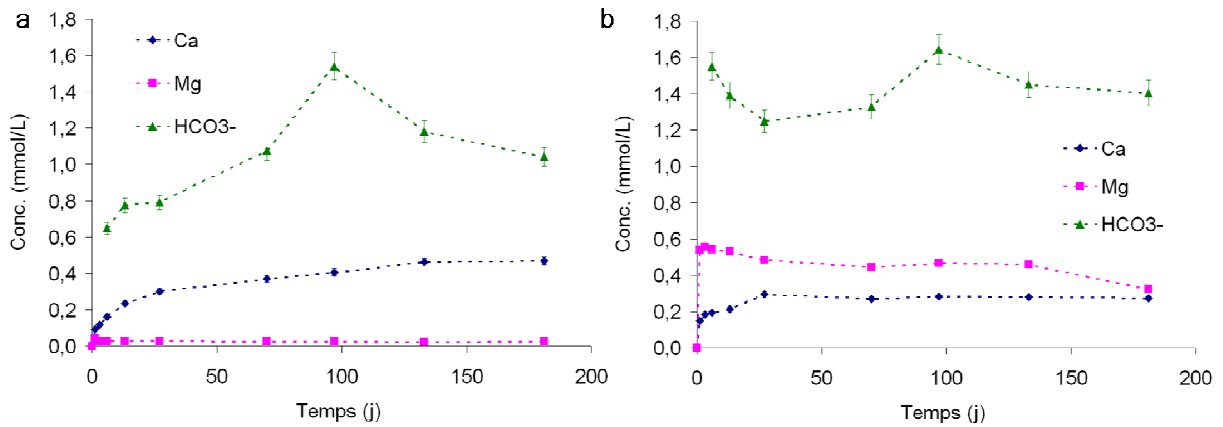 a
1,8
1,6
1,4
1,2
1,0
0,8
0,6
0,4
0,2
0,0
Conc. (mmol/L)
Ca
Mg
HCO3-
0
50
100
150
200
Temps (j)
b
1,8
1,6
1,4
1,2
1,0
0,8
0,6
0,4
0,2
0,0
Conc. (mmol/L)
Ca
Mg
HCO3-
0
50
100
150
200
Temps (j)